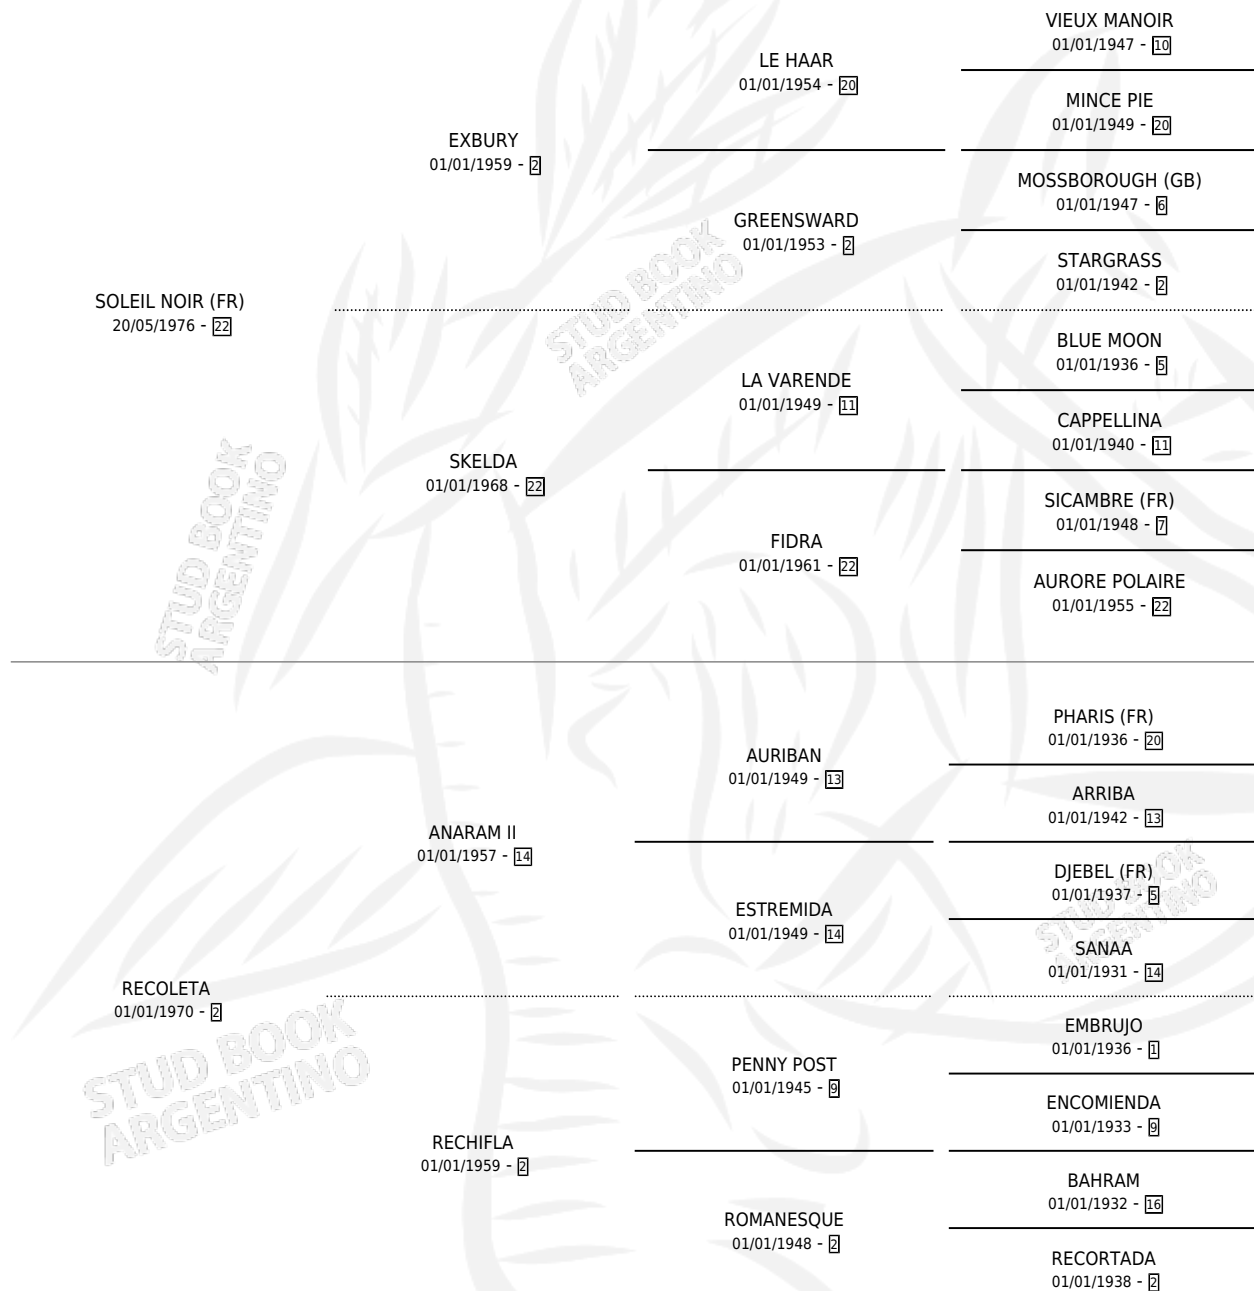 VIEUX MANOIR
01/01/1947 - 10
LE HAAR
01/01/1954 - 20
MINCE PIE
01/01/1949 - 20
EXBURY
01/01/1959 - 2
MOSSBOROUGH (GB)
01/01/1947 - 6
GREENSWARD
01/01/1953 - 2
STARGRASS
01/01/1942 - 2
SOLEIL NOIR (FR)
20/05/1976 - 22
BLUE MOON
01/01/1936 - 5
LA VARENDE
01/01/1949 - 11
CAPPELLINA
01/01/1940 - 11
SKELDA
01/01/1968 - 22
SICAMBRE (FR)
01/01/1948 - 7
FIDRA
01/01/1961 - 22
AURORE POLAIRE
01/01/1955 - 22
PHARIS (FR)
01/01/1936 - 20
AURIBAN
01/01/1949 - 13
ARRIBA
01/01/1942 - 13
ANARAM II
01/01/1957 - 14
DJEBEL (FR)
01/01/1937 - 5
ESTREMIDA
01/01/1949 - 14
SANAA
01/01/1931 - 14
RECOLETA
01/01/1970 - 2
EMBRUJO
01/01/1936 - 1
PENNY POST
01/01/1945 - 9
ENCOMIENDA
01/01/1933 - 9
RECHIFLA
01/01/1959 - 2
BAHRAM
01/01/1932 - 16
ROMANESQUE
01/01/1948 - 2
RECORTADA
01/01/1938 - 2
STUD BOOK
ARGENTINO
STUD BOOK
ARGENTINO
STUD BOOK
ARGENTINO
STUD BOOK
ARGENTINO